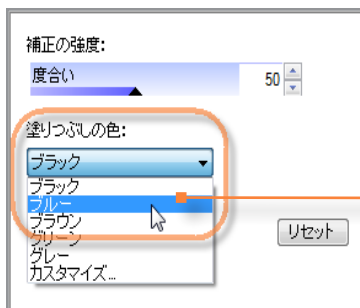 補正の強度:
度合い 50
塗りつぶしの色:
ブラック
ブラック
ブルー
ブラウン
グリーン
グレー
カスタマイズ...
リセット